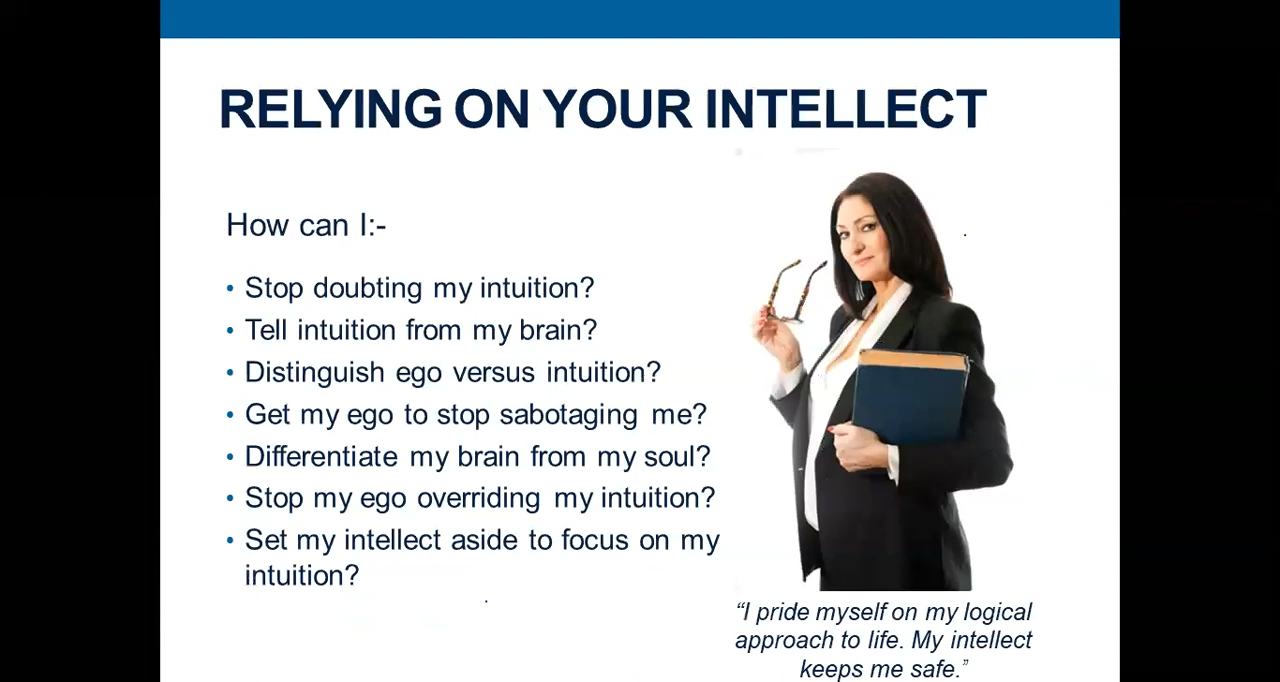 RELYING ON YOUR INTELLECT
How can I:-
• Stop doubting my intuition?
• Tell intuition from my brain?
• Distinguish ego versus intuition?
• Get my ego to stop sabotaging me?
• Differentiate my brain from my soul?
• Stop my ego overriding my intuition?
• Set my intellect aside to focus on my
intuition?
“I pride myself on my logical
approach to life. My intellect
keeps me safe.”